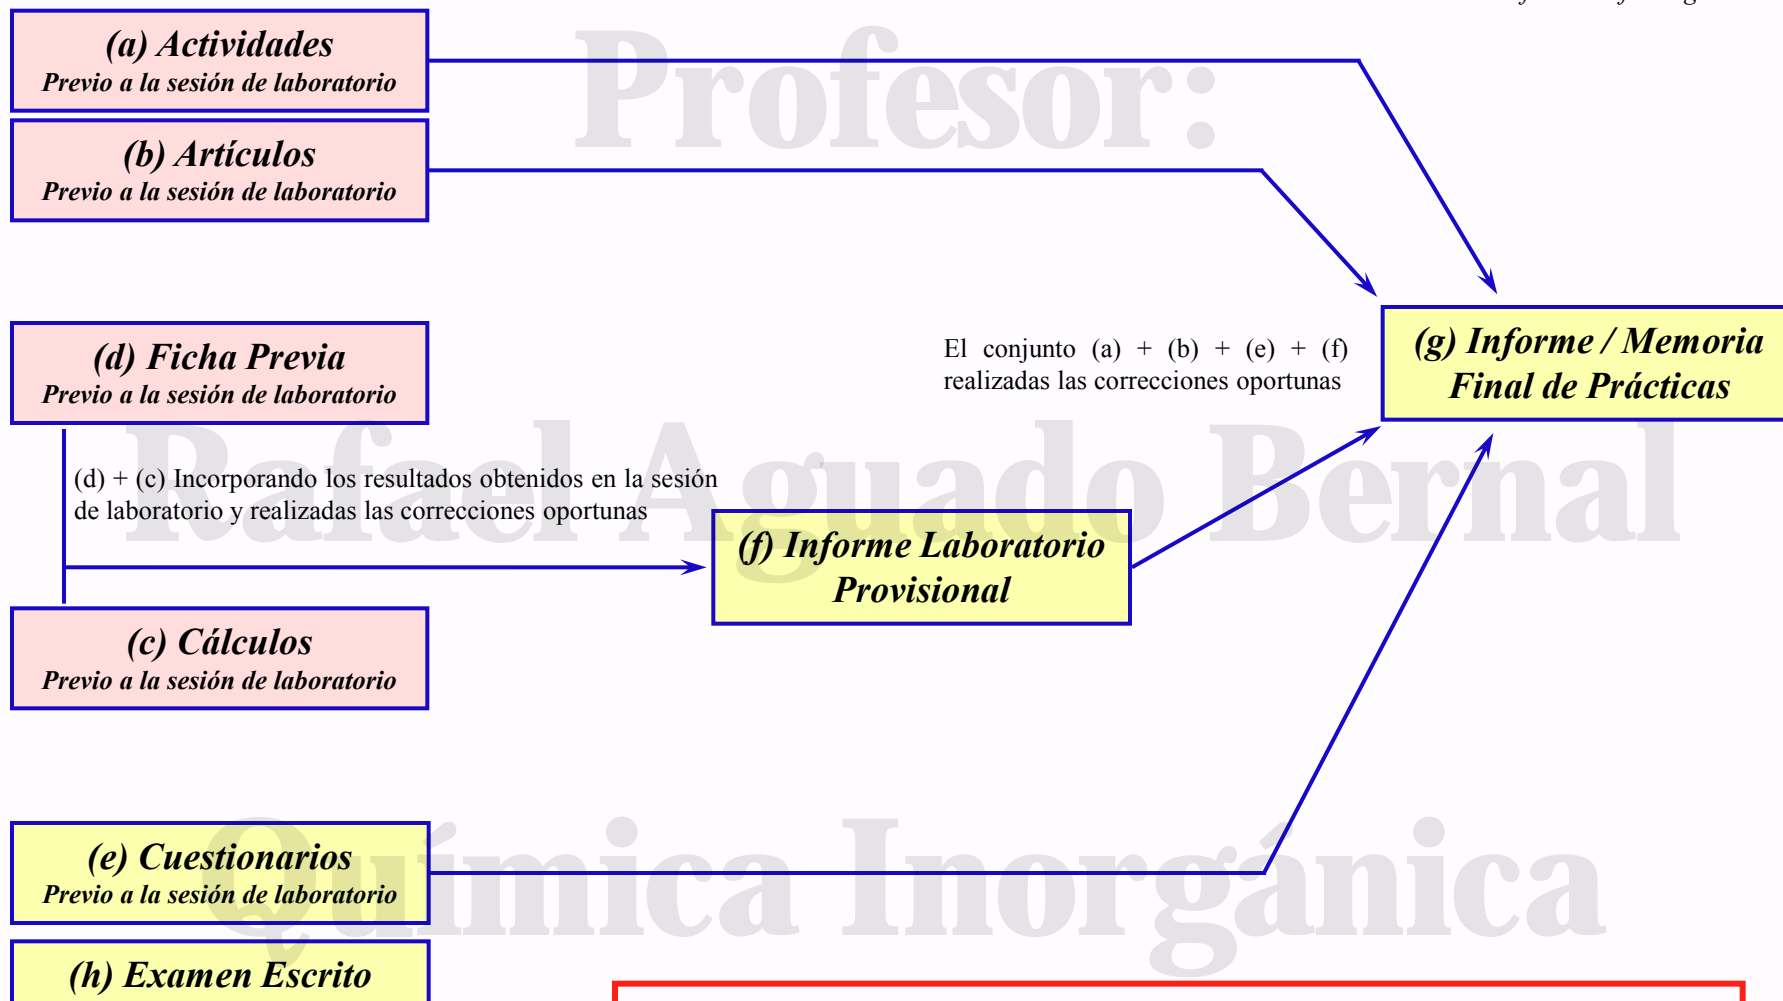 (a) Actividades
Previo a la sesión de laboratorio
Profesor:
(b) Artículos
Previo a la sesión de laboratorio
(d) Ficha Previa
Previo a la sesión de laboratorio
El conjunto (a) + (b) + (e) + (f)
realizadas las correcciones oportunas
(g) Informe / Memoria
Final de Prácticas
Rafael Aguado Bernal
(d) + (c) Incorporando los resultados obtenidos en la sesión
de laboratorio y realizadas las correcciones oportunas
(f) Informe Laboratorio
Provisional
(c) Cálculos
Previo a la sesión de laboratorio
(e) Cuestionarios
Previo a la sesión de laboratorio
Química Inorgánica
(h) Examen Escrito